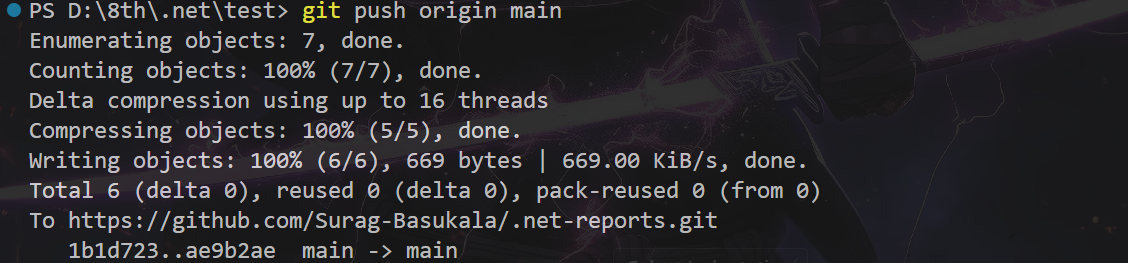 PS D:\8th\.net\test> git push origin main
Enumerating objects: 7, done.
Counting objects: 100% (7/7), done.
Delta compression using up to 16 threads
Compressing objects: 100% (5/5), done.
Writing objects: 100% (6/6), 669 bytes | 669.00 KiB/s, done.
Total 6 (delta 0), reused 0 (delta 0), pack-reused 0 (from 0)
To https://github.com/Surag-Basukala/.net-reports.git
   1b1d723..ae9b2ae  main -> main